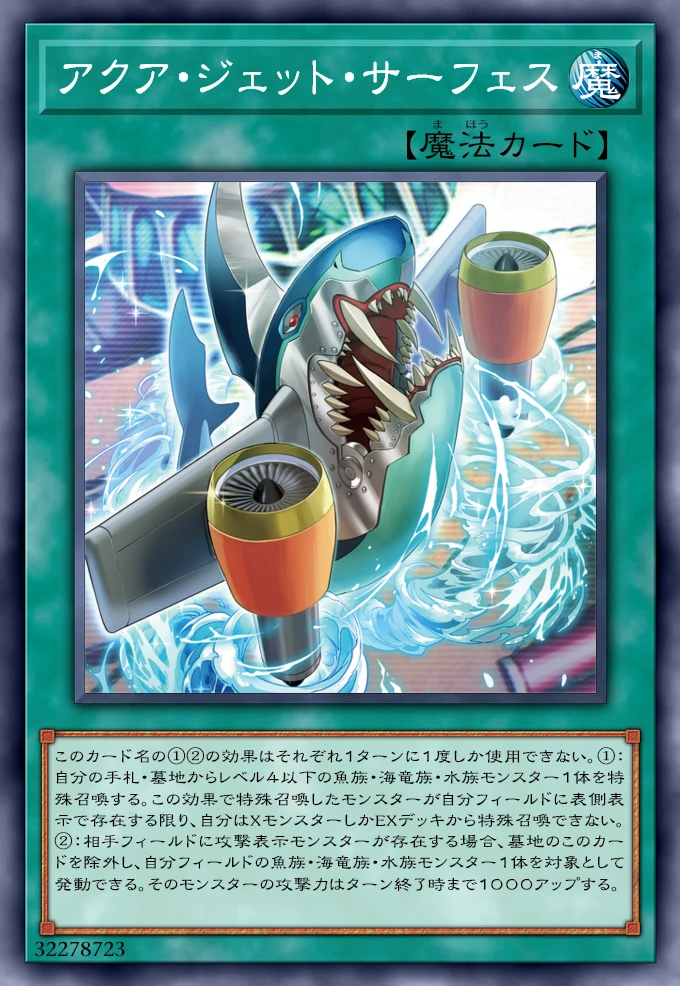 アクア・ジェット・サーフェス 魔
【魔法カード】
このカード名の①②の効果はそれぞれ1ターンに1度しか使用できない。①:
自分の手札・墓地からレベル4以下の魚族・海竜族・水族モンスター1体を特
殊召喚する。この効果で特殊召喚したモンスターが自分フィールドに表側表
示で存在する限り、自分はXモンスターしかEXデッキから特殊召喚できない。
②:相手フィールドに攻撃表示モンスターが存在する場合、墓地のこのカー
ドを除外し、自分フィールドの魚族・海竜族・水族モンスター1体を対象として
発動できる。そのモンスターの攻撃力はターン終了時まで1000アップする。
32278723